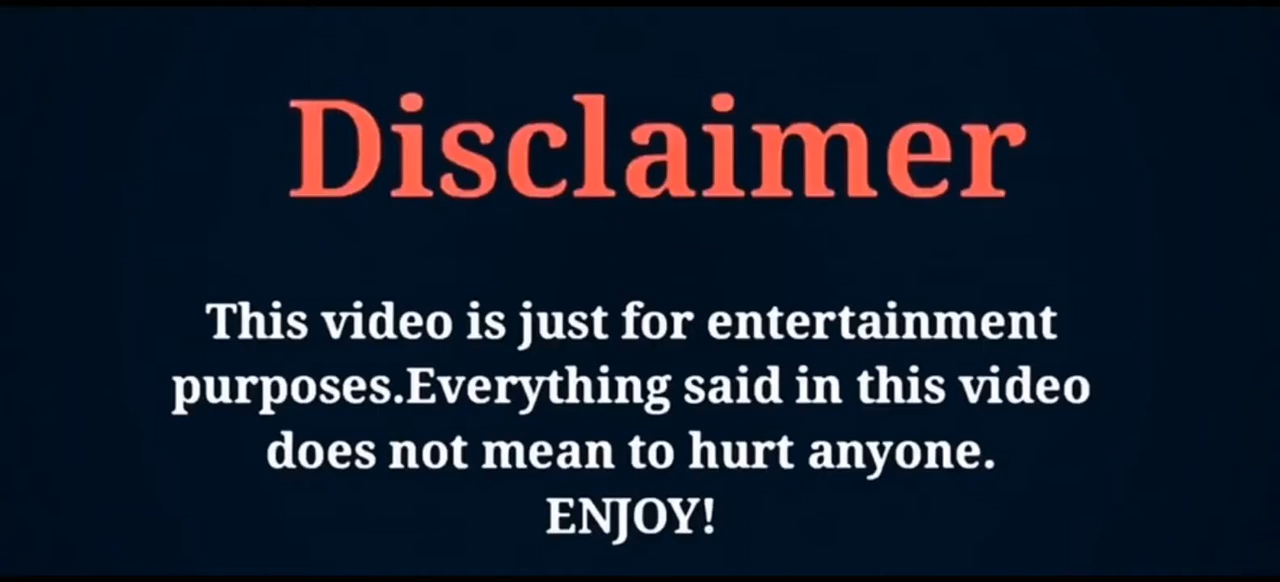 Disclaimer
This video is just for entertainment
purposes.Everything said in this video
does not mean to hurt anyone.
ENJOY!